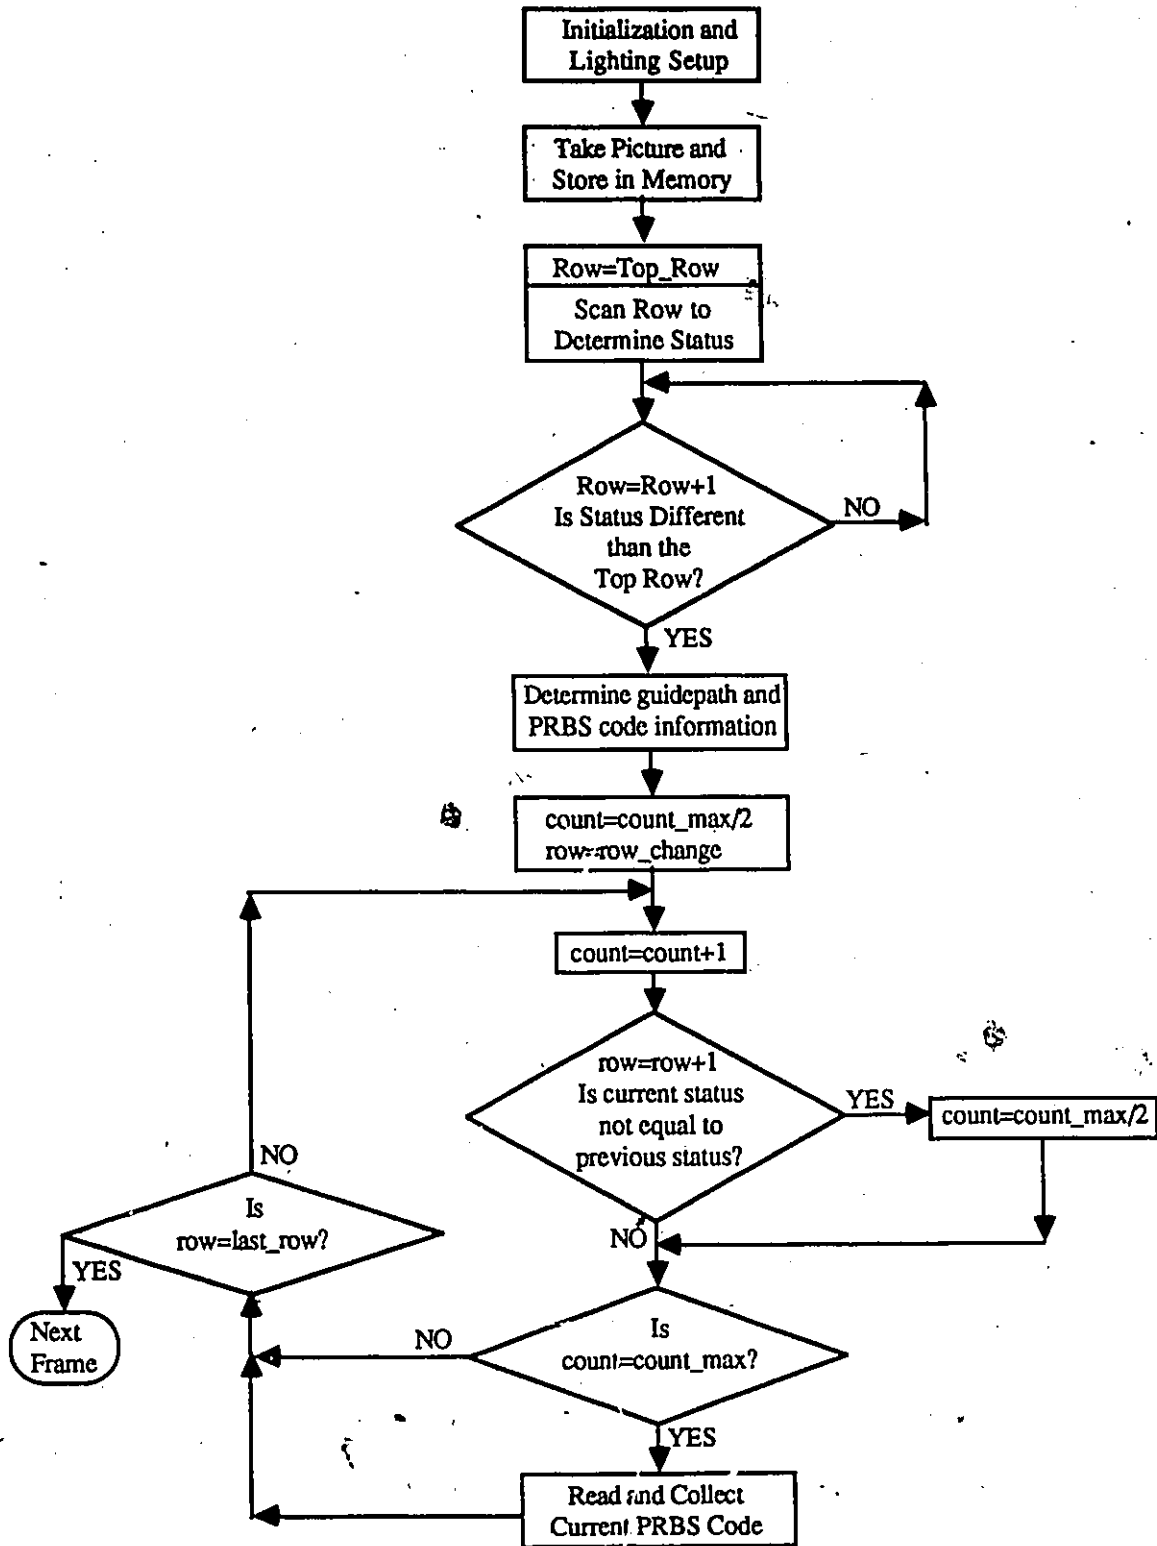 Initialization and
Lighting Setup
Take Picture and
Store in Memory
Row=Top_Row
Scan Row to
Determine Status
Row=Row+1
Is Status Different
than the
Top Row?
NO
YES
Determine guidepath and
PRBS code information
count=count_max/2
row=row_change
count=count+1
row=row+1
Is current status
not equal to
previous status?
YES
count=count_max/2
NO
NO
Is
row=last_row?
YES
Next
Frame
Is
count=count_max?
NO
YES
Read and Collect
Current PRBS Code